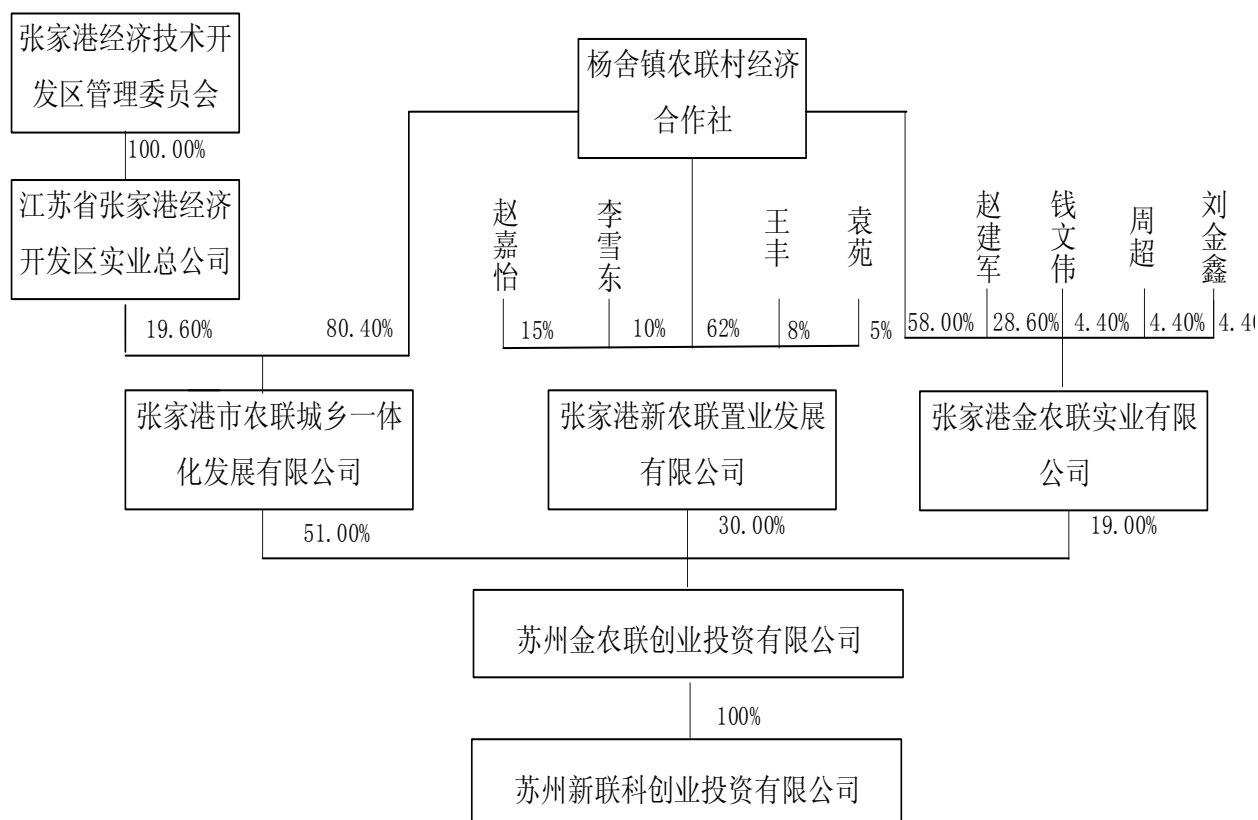 张家港经济技术开
发区管理委员会
杨舍镇农联村经济
合作社
100.00%
江苏省张家港经济
开发区实业总公司
赵嘉怡
李雪东
王丰
袁苑
赵建军
钱文伟
周超
刘金鑫
19.60%
80.40%
15%
10%
62%
8%
5%
58.00%
28.60%
4.40%
4.40%
4.40
张家港市农联城乡一体
化发展有限公司
张家港新农联置业发展
有限公司
张家港金农联实业有限
公司
51.00%
30.00%
19.00%
苏州金农联创业投资有限公司
100%
苏州新联科创业投资有限公司